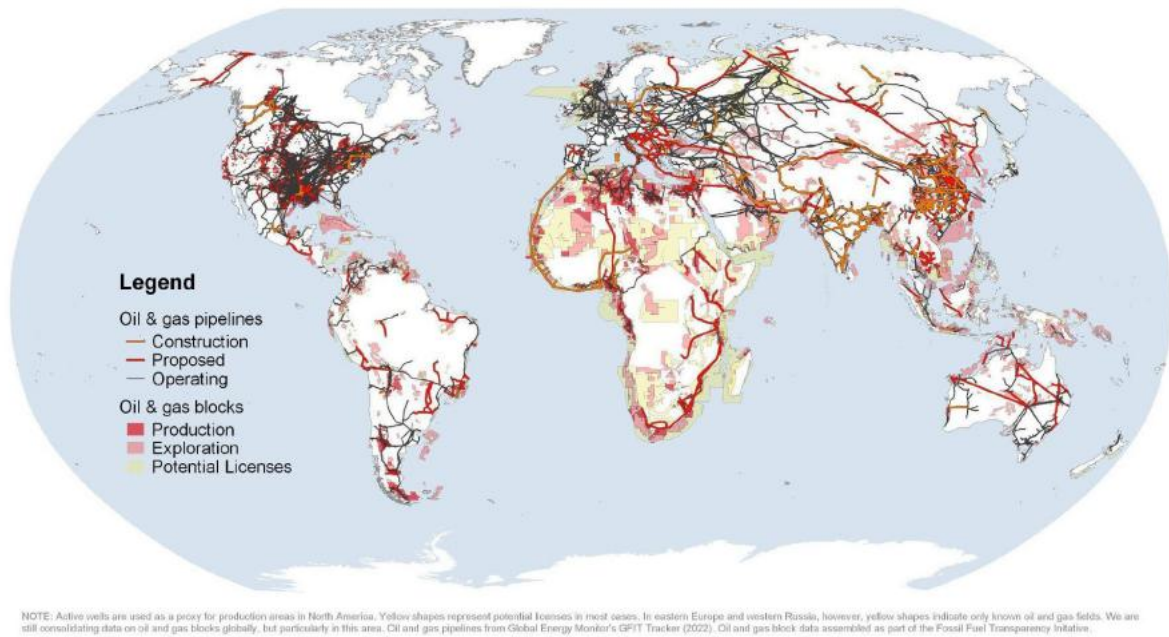 Legend
Oil & gas pipelines
Construction
Proposed
Operating
Oil & gas blocks
Production
Exploration
Potential Licenses
NOTE: Active wells are used as a proxy for production areas in North America. Yellow shapes represent potential licenses in most cases. In eastern Europe and western Russia, however, yellow shapes indicate only known oil and gas fields. We are
still consolidating data on oil and gas blocks globally, but particularly in this area. Oil and gas pipelines from Global Energy Monitor's GFIT Tracker (2022). Oil and gas block data assembled as part of the Fossil Fuel Transparency Initiative.